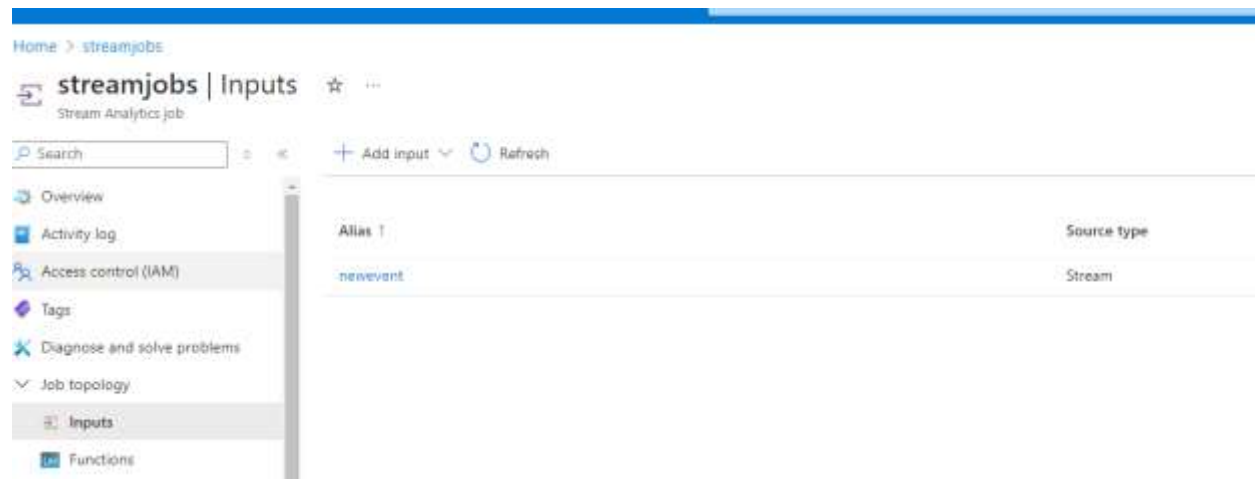 Home > streamjobs
streamjobs | Inputs
Stream Analytics job
Search
Add input Refresh
Overview
Activity log
Alias ↑ Source type
Access control (IAM)
newevent Stream
Tags
Diagnose and solve problems
Job topology
Inputs
Functions